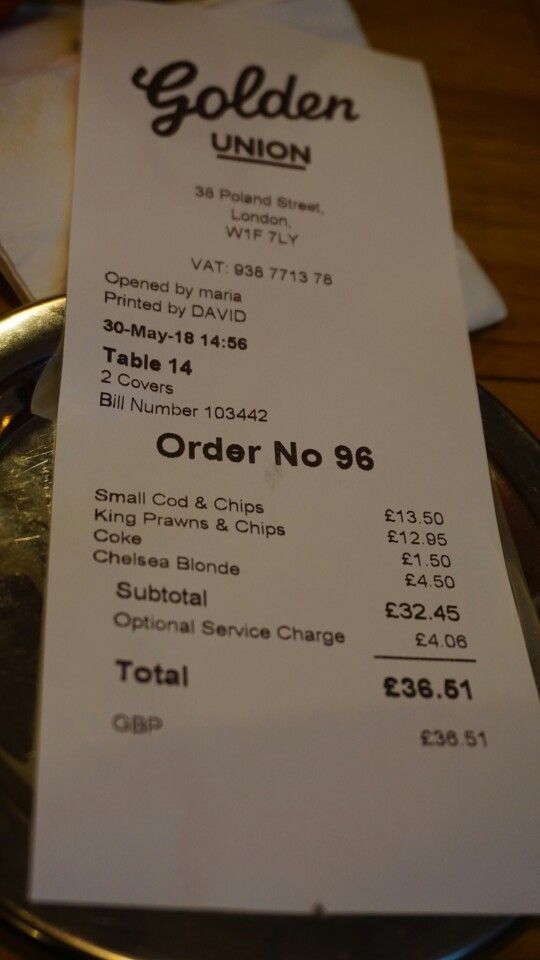 Golden
UNION
38 Poland Street,
London,
W1F 7LY
VAT: 938 7713 78
Opened by maria
Printed by DAVID
30-May-18 14:56
Table 14
2 Covers
Bill Number 103442
Order No 96
Small Cod & Chips £13.50
King Prawns & Chips £12.95
Coke £1.50
Chelsea Blonde £4.50
Subtotal £32.45
Optional Service Charge £4.06
Total £36.51
GBP £36.51